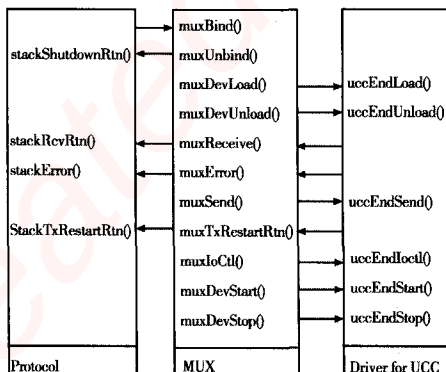 muxBind()
stackShutdownRtn() muxUnbind()
muxDevLoad() uccEndLoad()
muxDevUnload() uccEndUnload()
stackRcvRtn() muxReceive()
stackError() muxError()
muxSend() uccEndSend()
StackTxRestartRtn() muxTxRestartRtn()
muxIoCtl() uccEndIoctl()
muxDevStart() uccEndStart()
muxDevStop() uccEndStop()
Protocol MUX Driver for UCC